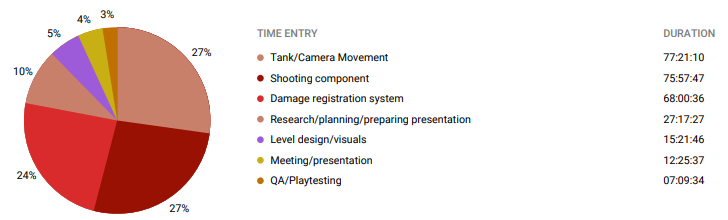 3%
4%
5%
27%
10%
24%
27%
TIME ENTRY DURATION
Tank/Camera Movement 77:21:10
Shooting component 75:57:47
Damage registration system 68:00:36
Research/planning/preparing presentation 27:17:27
Level design/visuals 15:21:46
Meeting/presentation 12:25:37
QA/Playtesting 07:09:34